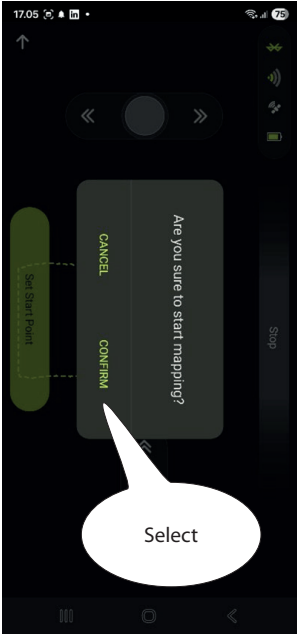 17.05
75
Are you sure to start mapping?
CANCEL
CONFIRM
Set Start Point
Stop
Select